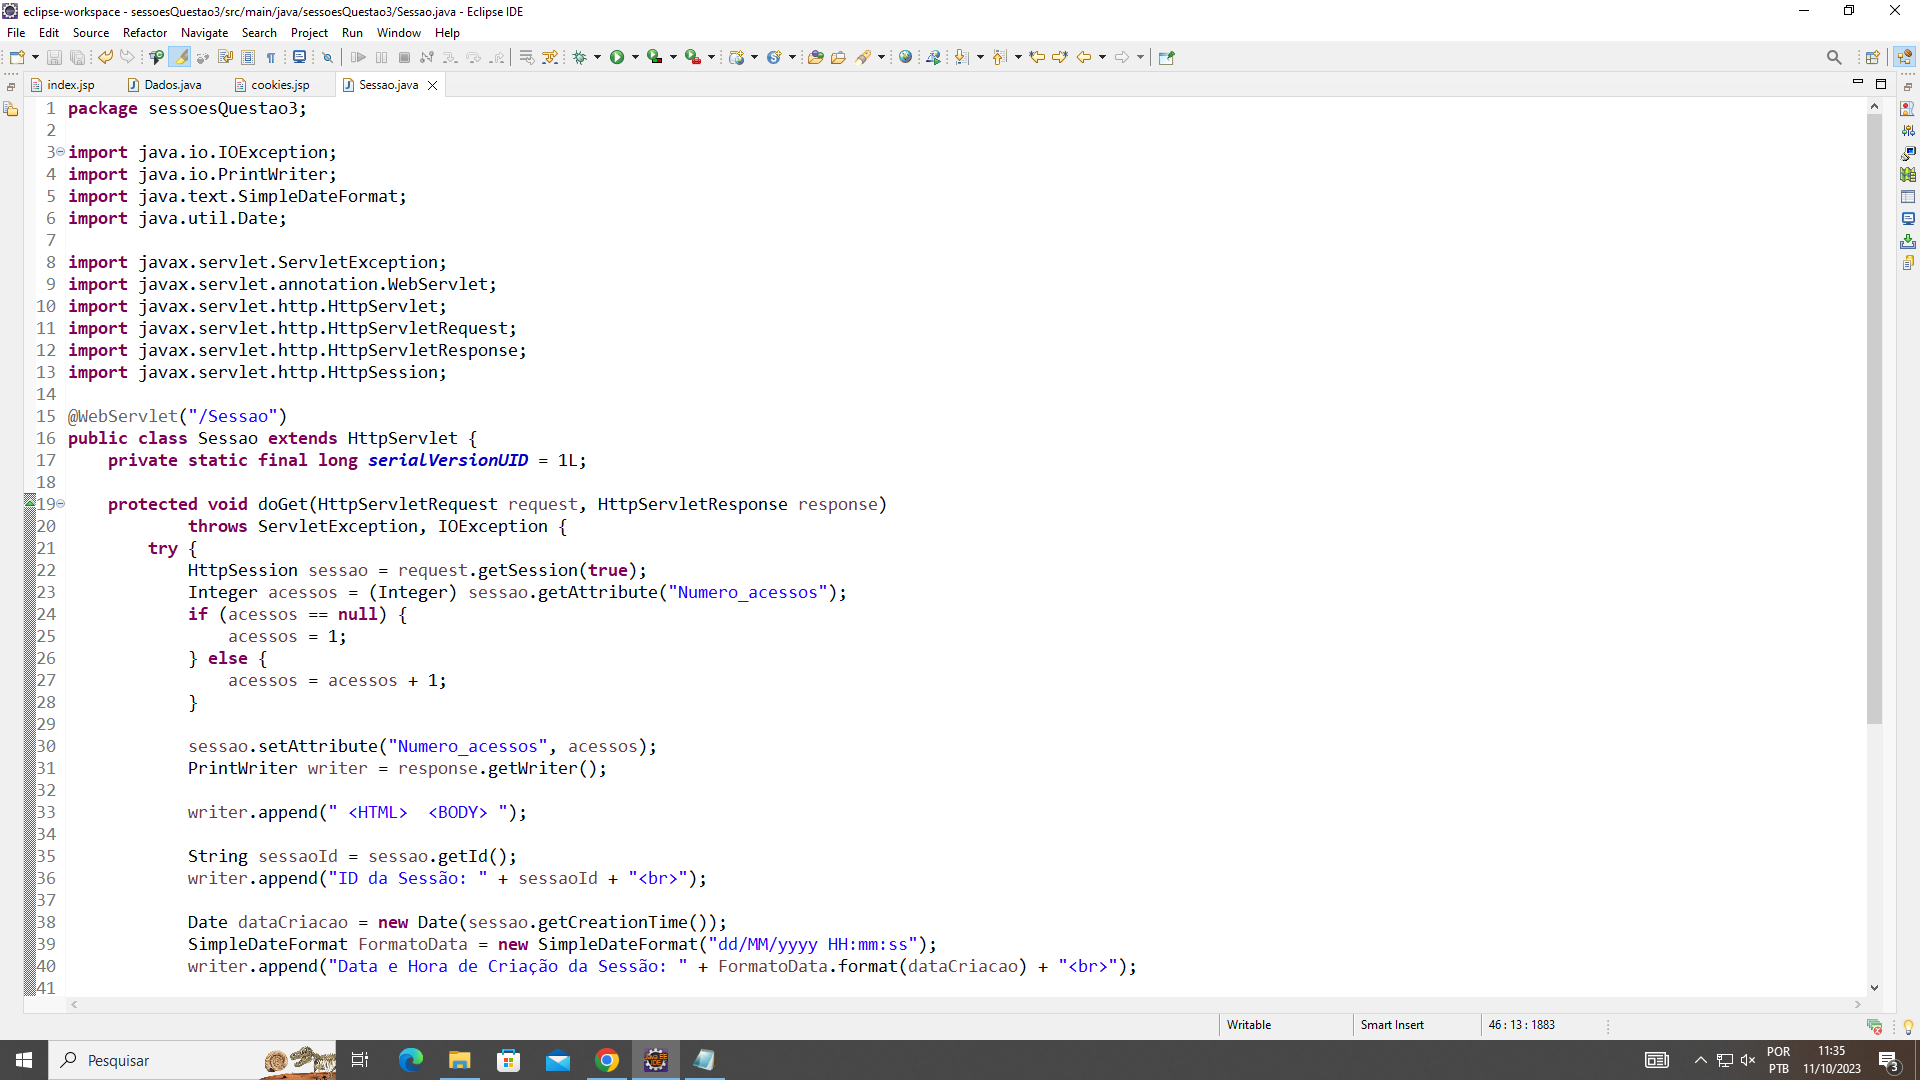 eclipse-workspace - sessoesQuestao3/src/main/java/sessoesQuestao3/Sessao.java - Eclipse IDE
File Edit Source Refactor Navigate Search Project Run Window Help
index.jsp Dados.java cookies.jsp Sessao.java
1 package sessoesQuestao3;
2
3 import java.io.IOException;
4 import java.io.PrintWriter;
5 import java.text.SimpleDateFormat;
6 import java.util.Date;
7
8 import javax.servlet.ServletException;
9 import javax.servlet.annotation.WebServlet;
10 import javax.servlet.http.HttpServlet;
11 import javax.servlet.http.HttpServletRequest;
12 import javax.servlet.http.HttpServletResponse;
13 import javax.servlet.http.HttpSession;
14
15 @WebServlet("/Sessao")
16 public class Sessao extends HttpServlet {
17     private static final long serialVersionUID = 1L;
18
19     protected void doGet(HttpServletRequest request, HttpServletResponse response)
20             throws ServletException, IOException {
21         try {
22             HttpSession sessao = request.getSession(true);
23             Integer acessos = (Integer) sessao.getAttribute("Numero_acessos");
24             if (acessos == null) {
25                 acessos = 1;
26             } else {
27                 acessos = acessos + 1;
28             }
29
30             sessao.setAttribute("Numero_acessos", acessos);
31             PrintWriter writer = response.getWriter();
32
33             writer.append(" <HTML>  <BODY> ");
34
35             String sessaoId = sessao.getId();
36             writer.append("ID da Sessão: " + sessaoId + "<br>");
37
38             Date dataCriacao = new Date(sessao.getCreationTime());
39             SimpleDateFormat FormatoData = new SimpleDateFormat("dd/MM/yyyy HH:mm:ss");
40             writer.append("Data e Hora de Criação da Sessão: " + FormatoData.format(dataCriacao) + "<br>");
41
Writable Smart Insert 46 : 13 : 1883
Pesquisar
POR
PTB
11:35
11/10/2023
3